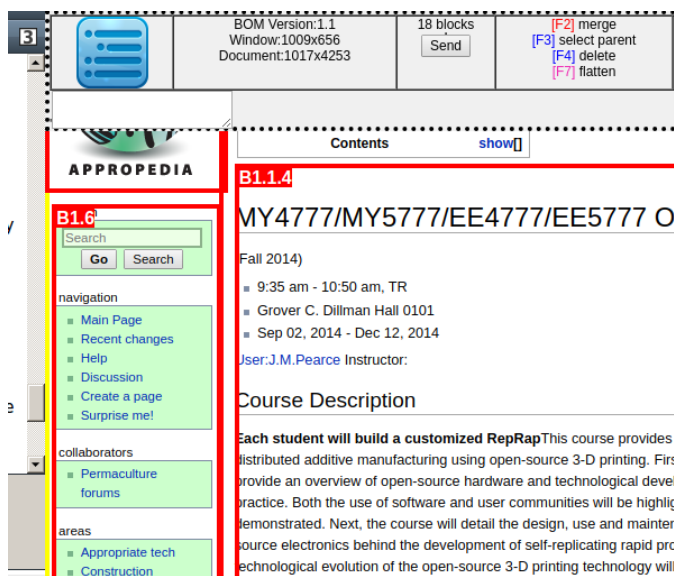 3
BOM Version:1.1
Window:1009x656
Document:1017x4253
18 blocks
Send
[F2] merge
[F3] select parent
[F4] delete
[F7] flatten
APPROPEDIA
Contents
show[]
B1.1.4
MY4777/MY5777/EE4777/EE5777 O
Fall 2014)
9:35 am - 10:50 am, TR
Grover C. Dillman Hall 0101
Sep 02, 2014 - Dec 12, 2014
User:J.M.Pearce Instructor:
Course Description
Each student will build a customized RepRapThis course provides
distributed additive manufacturing using open-source 3-D printing. Firs
provide an overview of open-source hardware and technological devel
practice. Both the use of software and user communities will be highlig
demonstrated. Next, the course will detail the design, use and mainten
source electronics behind the development of self-replicating rapid pro
technological evolution of the open-source 3-D printing technology will
B1.6
Search
Go
Search
navigation
Main Page
Recent changes
Help
Discussion
Create a page
Surprise me!
collaborators
Permaculture
forums
areas
Appropriate tech
Construction
y
e